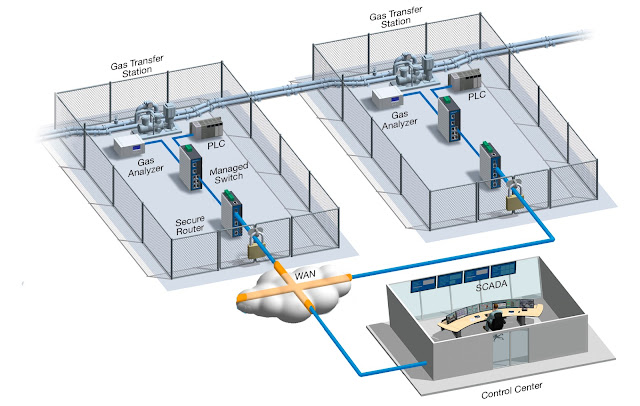 Gas Transfer
Station
Gas Transfer
Station
PLC
Gas
Analyzer
PLC
Gas
Analyzer
Managed
Switch
Secure
Router
WAN
SCADA
Control Center